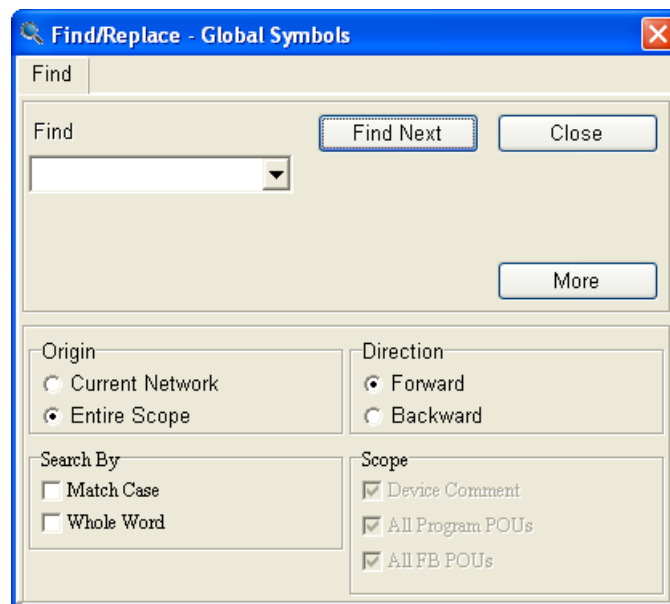 Find/Replace - Global Symbols
Find
Find
Find Next
Close
More
Origin
Current Network
Entire Scope
Direction
Forward
Backward
Search By
Match Case
Whole Word
Scope
Device Comment
All Program POUs
All FB POUs